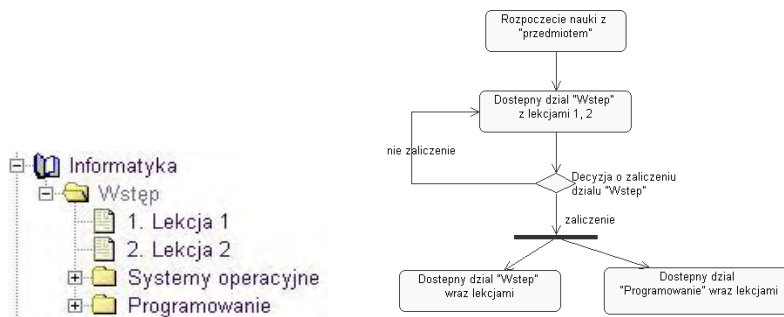 Informatyka
Wstęp
1. Lekcja 1
2. Lekcja 2
Systemy operacyjne
Programowanie
Rozpoczecie nauki z
"przedmiotem"
Dostepny dzial "Wstep"
z lekcjami 1, 2
nie zaliczenie
Decyzja o zaliczeniu
dzialu "Wstep"
zaliczenie
Dostepny dzial "Wstep"
wraz lekcjami
Dostepny dzial
"Programowanie" wraz lekcjami